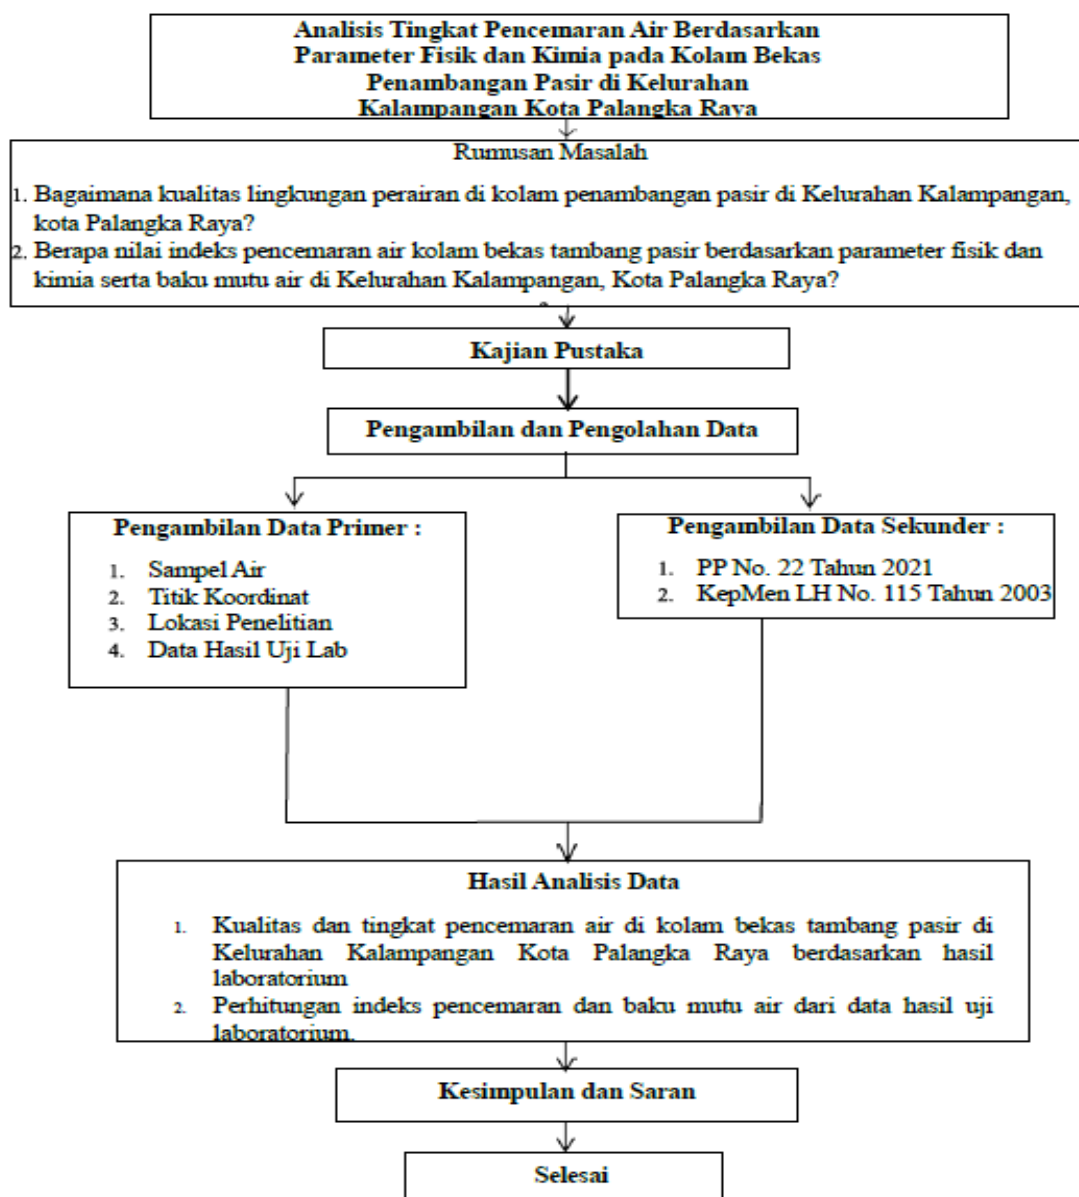 Analisis Tingkat Pencemaran Air Berdasarkan
Parameter Fisik dan Kimia pada Kolam Bekas
Penambangan Pasir di Kelurahan
Kalampangan Kota Palangka Raya
Rumusan Masalah
1. Bagaimana kualitas lingkungan perairan di kolam penambangan pasir di Kelurahan Kalampangan,
kota Palangka Raya?
2. Berapa nilai indeks pencemaran air kolam bekas tambang pasir berdasarkan parameter fisik dan
kimia serta baku mutu air di Kelurahan Kalampangan, Kota Palangka Raya?
Kajian Pustaka
Pengambilan dan Pengolahan Data
Pengambilan Data Primer :
1. Sampel Air
2. Titik Koordinat
3. Lokasi Penelitian
4. Data Hasil Uji Lab
Pengambilan Data Sekunder :
1. PP No. 22 Tahun 2021
2. KepMen LH No. 115 Tahun 2003
Hasil Analisis Data
1. Kualitas dan tingkat pencemaran air di kolam bekas tambang pasir di
Kelurahan Kalampangan Kota Palangka Raya berdasarkan hasil
laboratorium
2. Perhitungan indeks pencemaran dan baku mutu air dari data hasil uji
laboratorium.
Kesimpulan dan Saran
Selesai